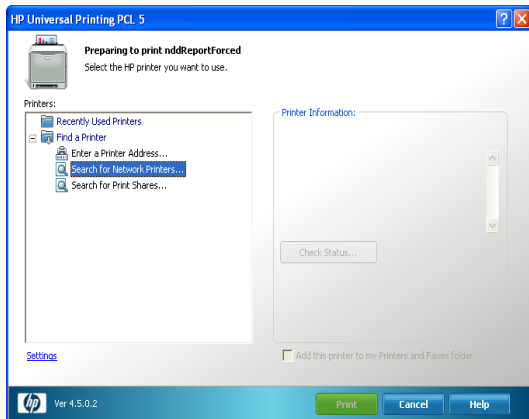 HP Universal Printing PCL 5
Preparing to print nddReportForced
Select the HP printer you want to use.
Printers:
Recently Used Printers
Find a Printer
Enter a Printer Address...
Search for Network Printers...
Search for Print Shares...
Printer Information:
Check Status...
Settings
Add this printer to my Printers and Faxes folder
hp
Ver 4.5.0.2
Print
Cancel
Help